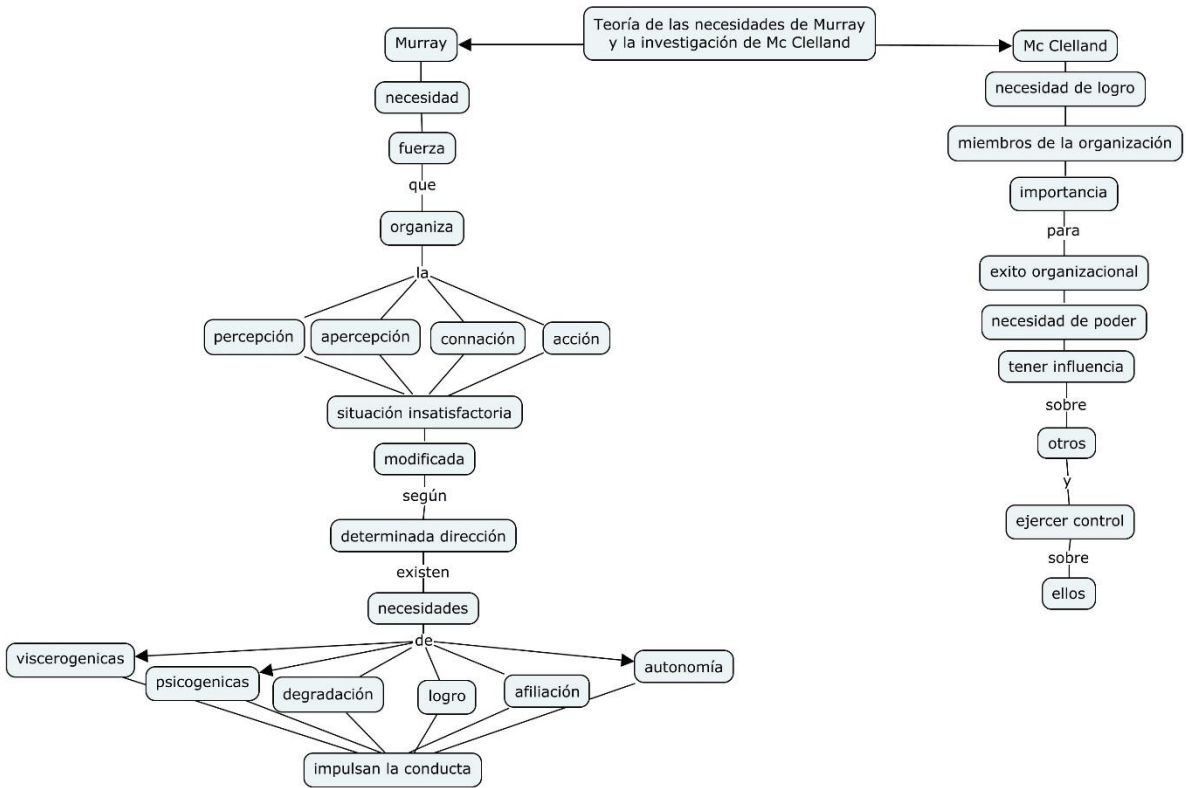 Teoría de las necesidades de Murray
y la investigación de Mc Clelland
Murray
necesidad
fuerza
que
organiza
la
percepción
apercepción
connación
acción
situación insatisfactoria
modificada
según
determinada dirección
existen
necesidades
de
viscerogenicas
psicogenicas
degradación
logro
afiliación
autonomía
impulsan la conducta
Mc Clelland
necesidad de logro
miembros de la organización
importancia
para
exito organizacional
necesidad de poder
tener influencia
sobre
otros
y
ejercer control
sobre
ellos